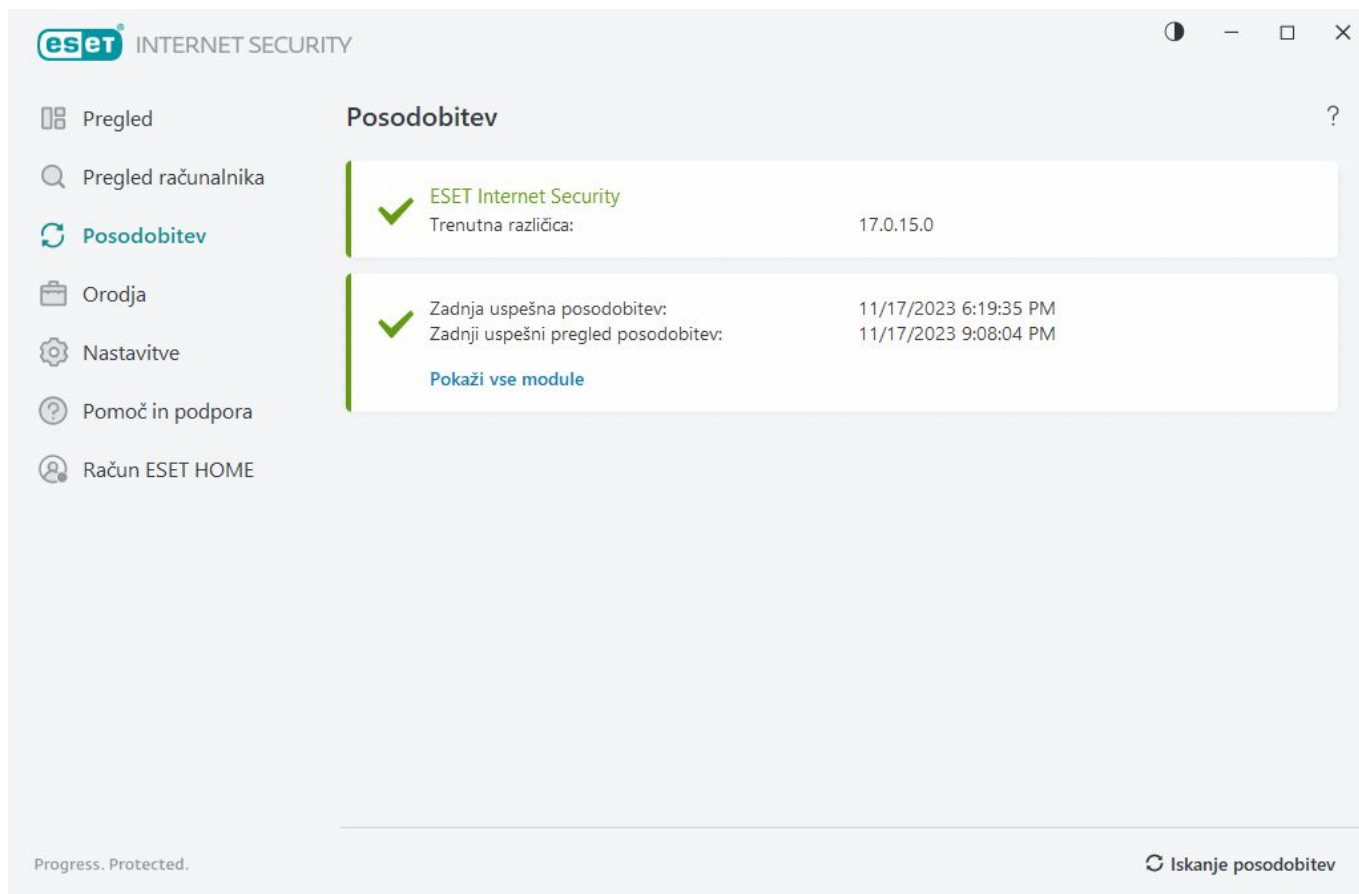 eset® INTERNET SECURITY
Pregled
Pregled računalnika
Posodobitev
Orodja
Nastavitve
Pomoč in podpora
Račun ESET HOME
Posodobitev
?
ESET Internet Security
Trenutna različica: 17.0.15.0
Zadnja uspešna posodobitev: 11/17/2023 6:19:35 PM
Zadnji uspešni pregled posodobitev: 11/17/2023 9:08:04 PM
Pokaži vse module
Progress. Protected.
Iskanje posodobitev